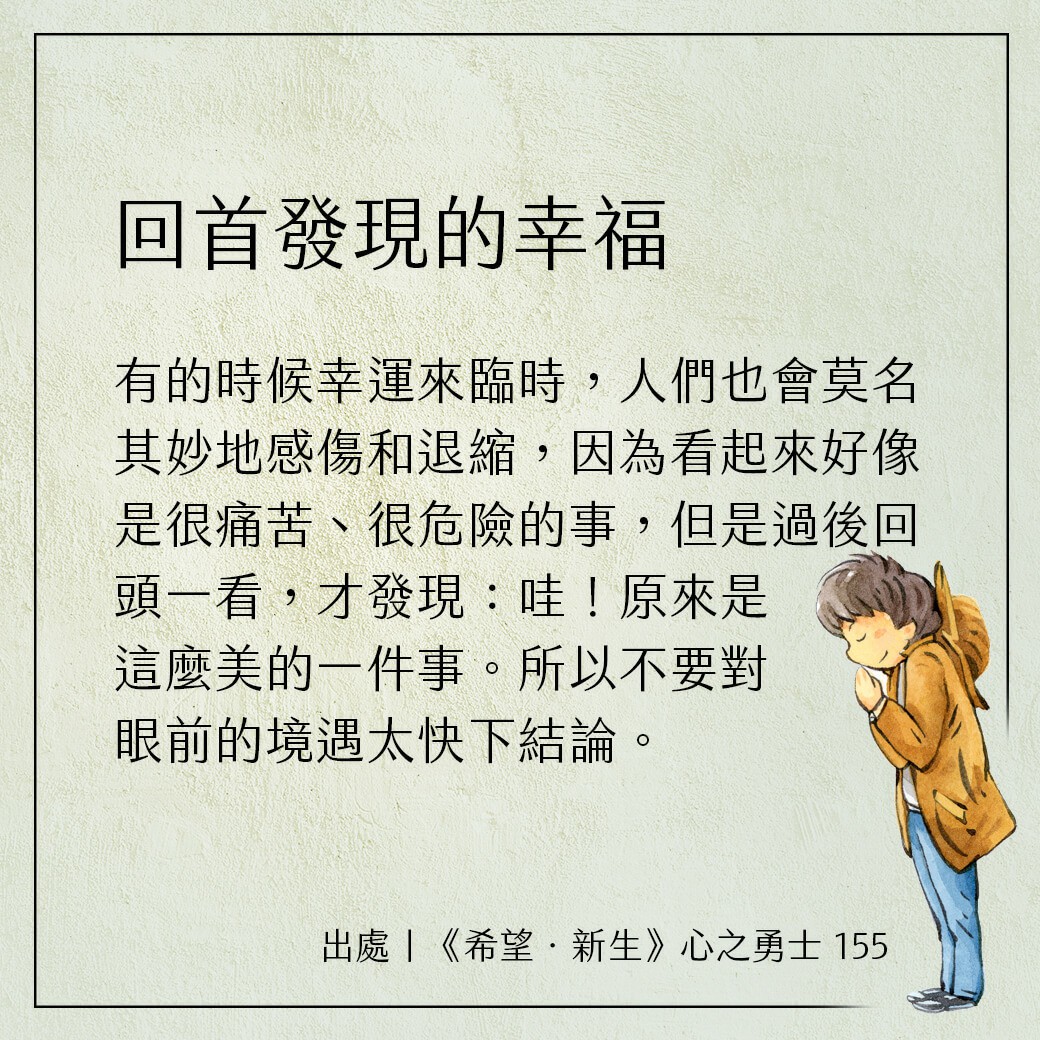 回首發現的幸福
有的時候幸運來臨時，人們也會莫名
其妙地感傷和退縮，因為看起來好像
是很痛苦、很危險的事，但是過後回
頭一看，才發現：哇！原來是
這麼美的一件事。所以不要對
眼前的境遇太快下結論。
出處｜《希望．新生》心之勇士 155